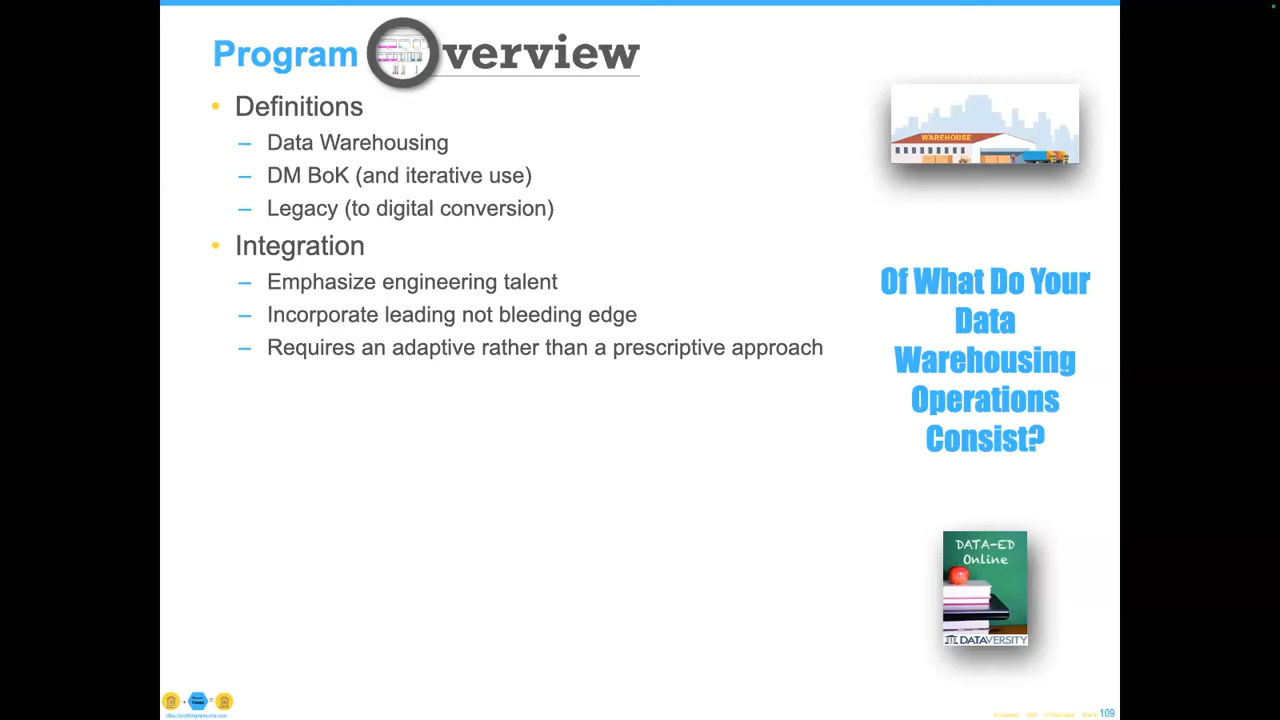 Program Overview
• Definitions
– Data Warehousing
– DM BoK (and iterative use)
– Legacy (to digital conversion)
• Integration
– Emphasize engineering talent
– Incorporate leading not bleeding edge
– Requires an adaptive rather than a prescriptive approach
WAREHOUSE
Of What Do Your
Data
Warehousing
Operations
Consist?
DATA-ED
Online
DATAVERSITY
109